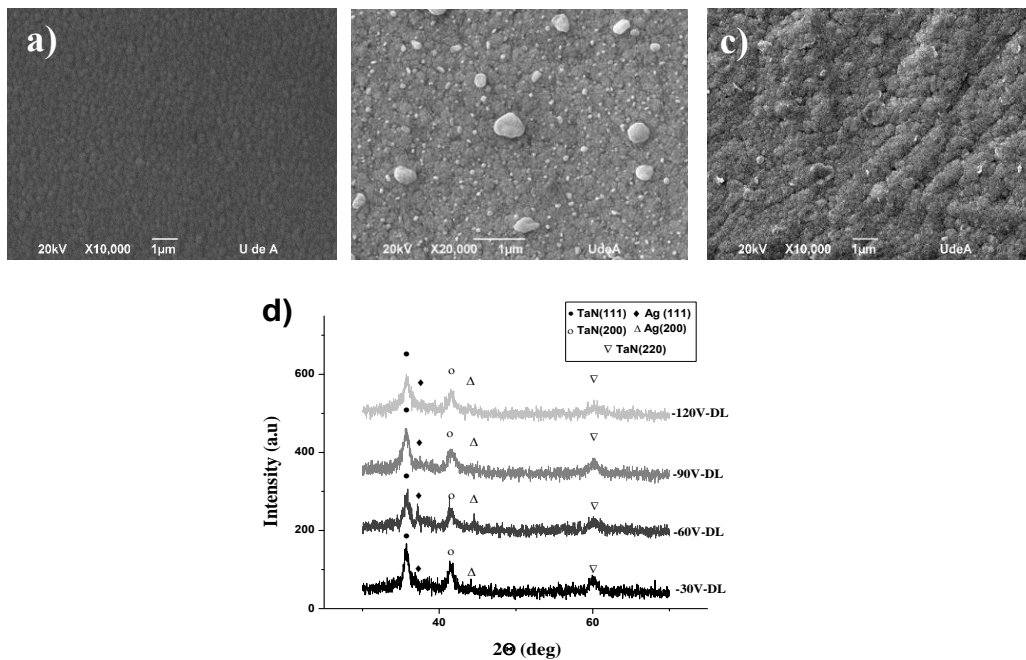 a)
c)
20kV X10,000 1µm U de A
20kV X20,000 1µm UdeA
20kV X10,000 1µm UdeA
d)
• TaN(111) ♦ Ag (111)
○ TaN(200) Δ Ag(200)
∇ TaN(220)
600
400
200
0
Intensity (a.u)
-120V-DL
-90V-DL
-60V-DL
-30V-DL
40 60
2Θ (deg)